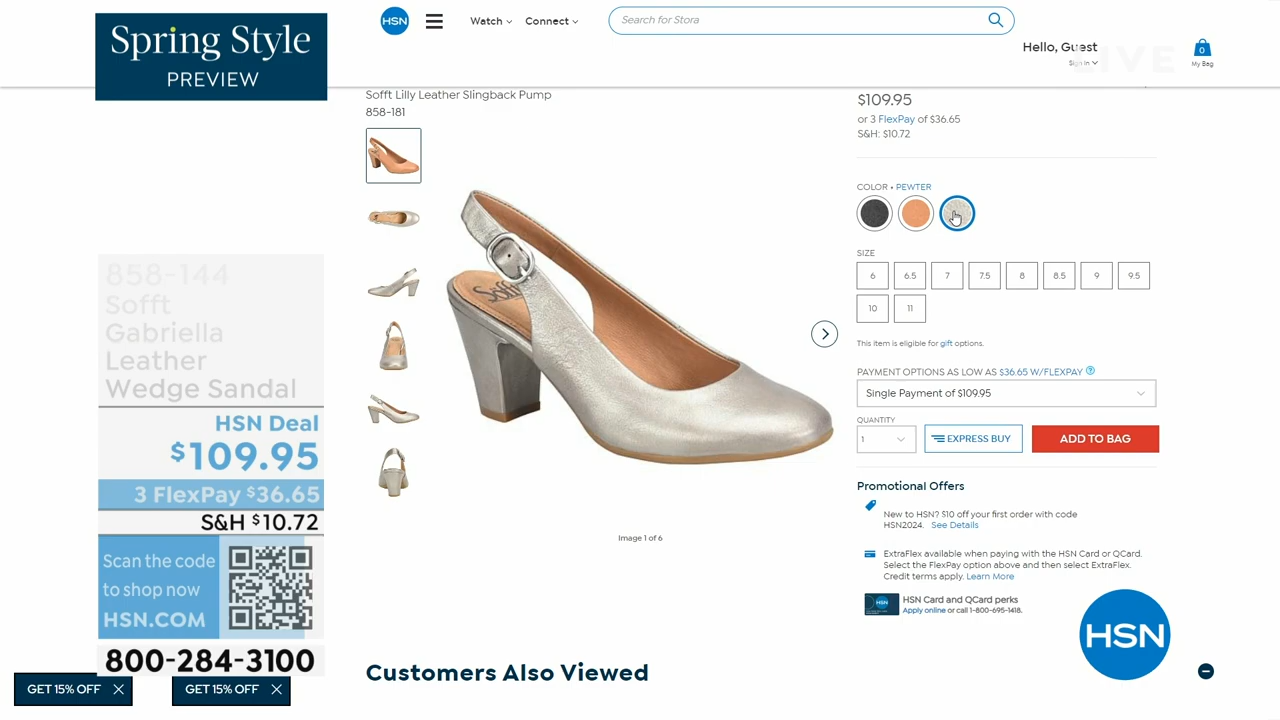 Spring Style
PREVIEW
HSN
Watch
Connect
Search for Stora
Hello, Guest
Sign In
LIVE
0
My Bag
Sofft Lilly Leather Slingback Pump
858-181
$109.95
or 3 FlexPay of $36.65
S&H: $10.72
COLOR • PEWTER
SIZE
6
6.5
7
7.5
8
8.5
9
9.5
10
11
This item is eligible for gift options.
PAYMENT OPTIONS AS LOW AS $36.65 W/FLEXPAY ?
Single Payment of $109.95
QUANTITY
1
EXPRESS BUY
ADD TO BAG
Promotional Offers
New to HSN? $10 off your first order with code
HSN2024. See Details
ExtraFlex available when paying with the HSN Card or QCard.
Select the FlexPay option above and then select ExtraFlex.
Credit terms apply. Learn More
HSN
HSN Card and QCard perks
Apply online or call 1-800-695-1418.
Sofft
Image 1 of 6
858-144
Sofft
Gabriella
Leather
Wedge Sandal
HSN Deal
$109.95
3 FlexPay $36.65
S&H $10.72
Scan the code
to shop now
HSN.COM
800-284-3100
GET 15% OFF
GET 15% OFF
Customers Also Viewed
HSN